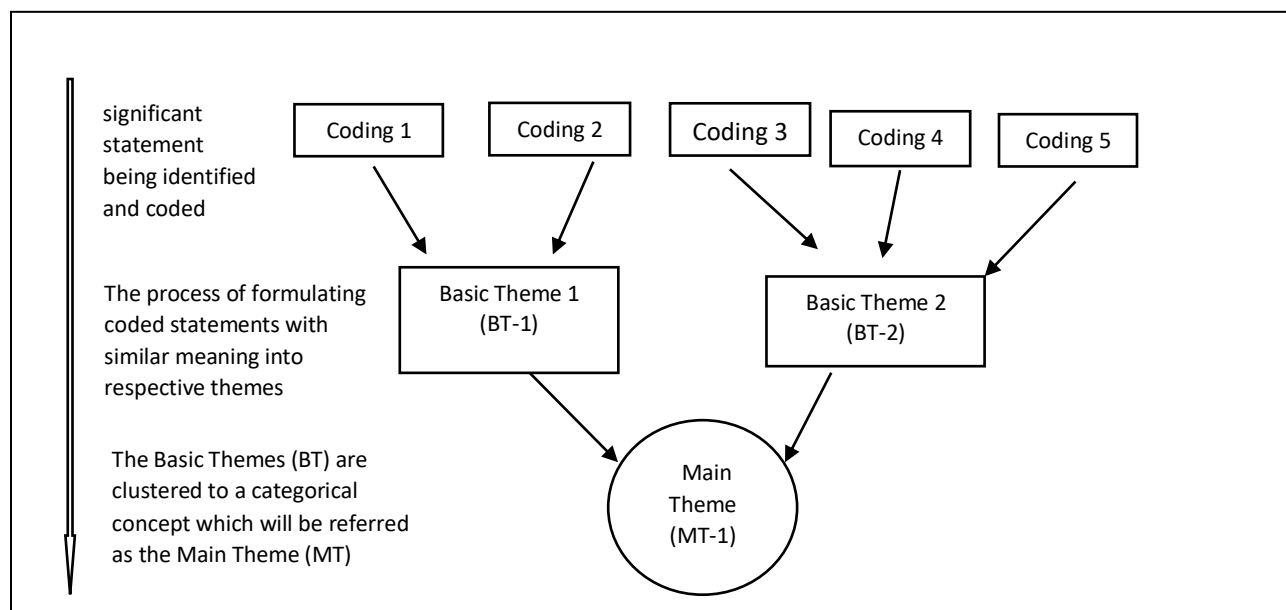 significant
statement
being identified
and coded
Coding 1
Coding 2
Coding 3
Coding 4
Coding 5
The process of formulating
coded statements with
similar meaning into
respective themes
Basic Theme 1
(BT-1)
Basic Theme 2
(BT-2)
The Basic Themes (BT) are
clustered to a categorical
concept which will be referred
as the Main Theme (MT)
Main
Theme
(MT-1)